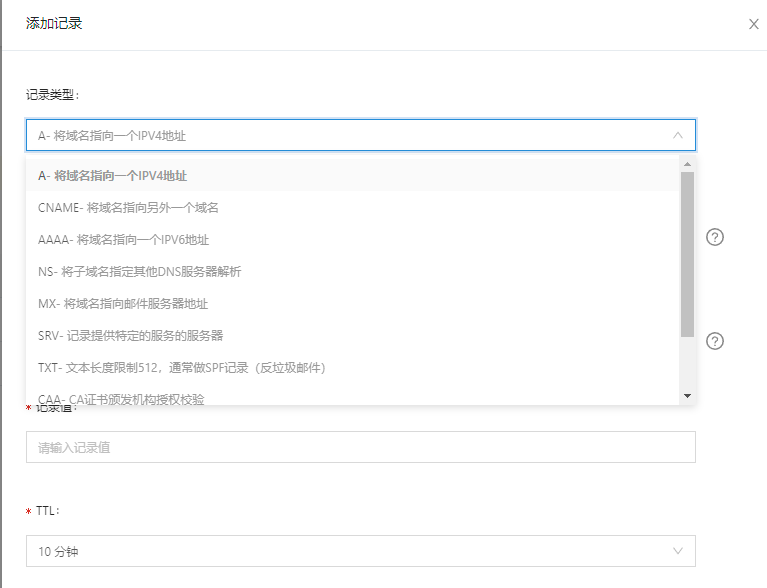 添加记录
记录类型:
A- 将域名指向一个IPV4地址
A- 将域名指向一个IPV4地址
CNAME- 将域名指向另外一个域名
AAAA- 将域名指向一个IPV6地址
NS- 将子域名指定其他DNS服务器解析
MX- 将域名指向邮件服务器地址
SRV- 记录提供特定的服务的服务器
TXT- 文本长度限制512，通常做SPF记录（反垃圾邮件）
CAA- CA证书颁发机构授权校验
* 记录值:
请输入记录值
* TTL:
10 分钟